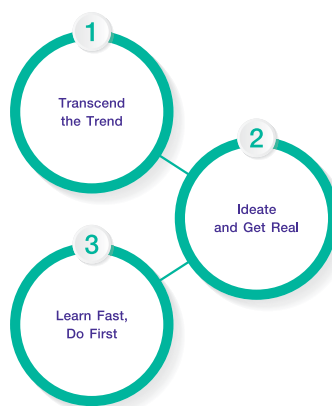 1
Transcend
the Trend
2
Ideate
and Get Real
3
Learn Fast,
Do First